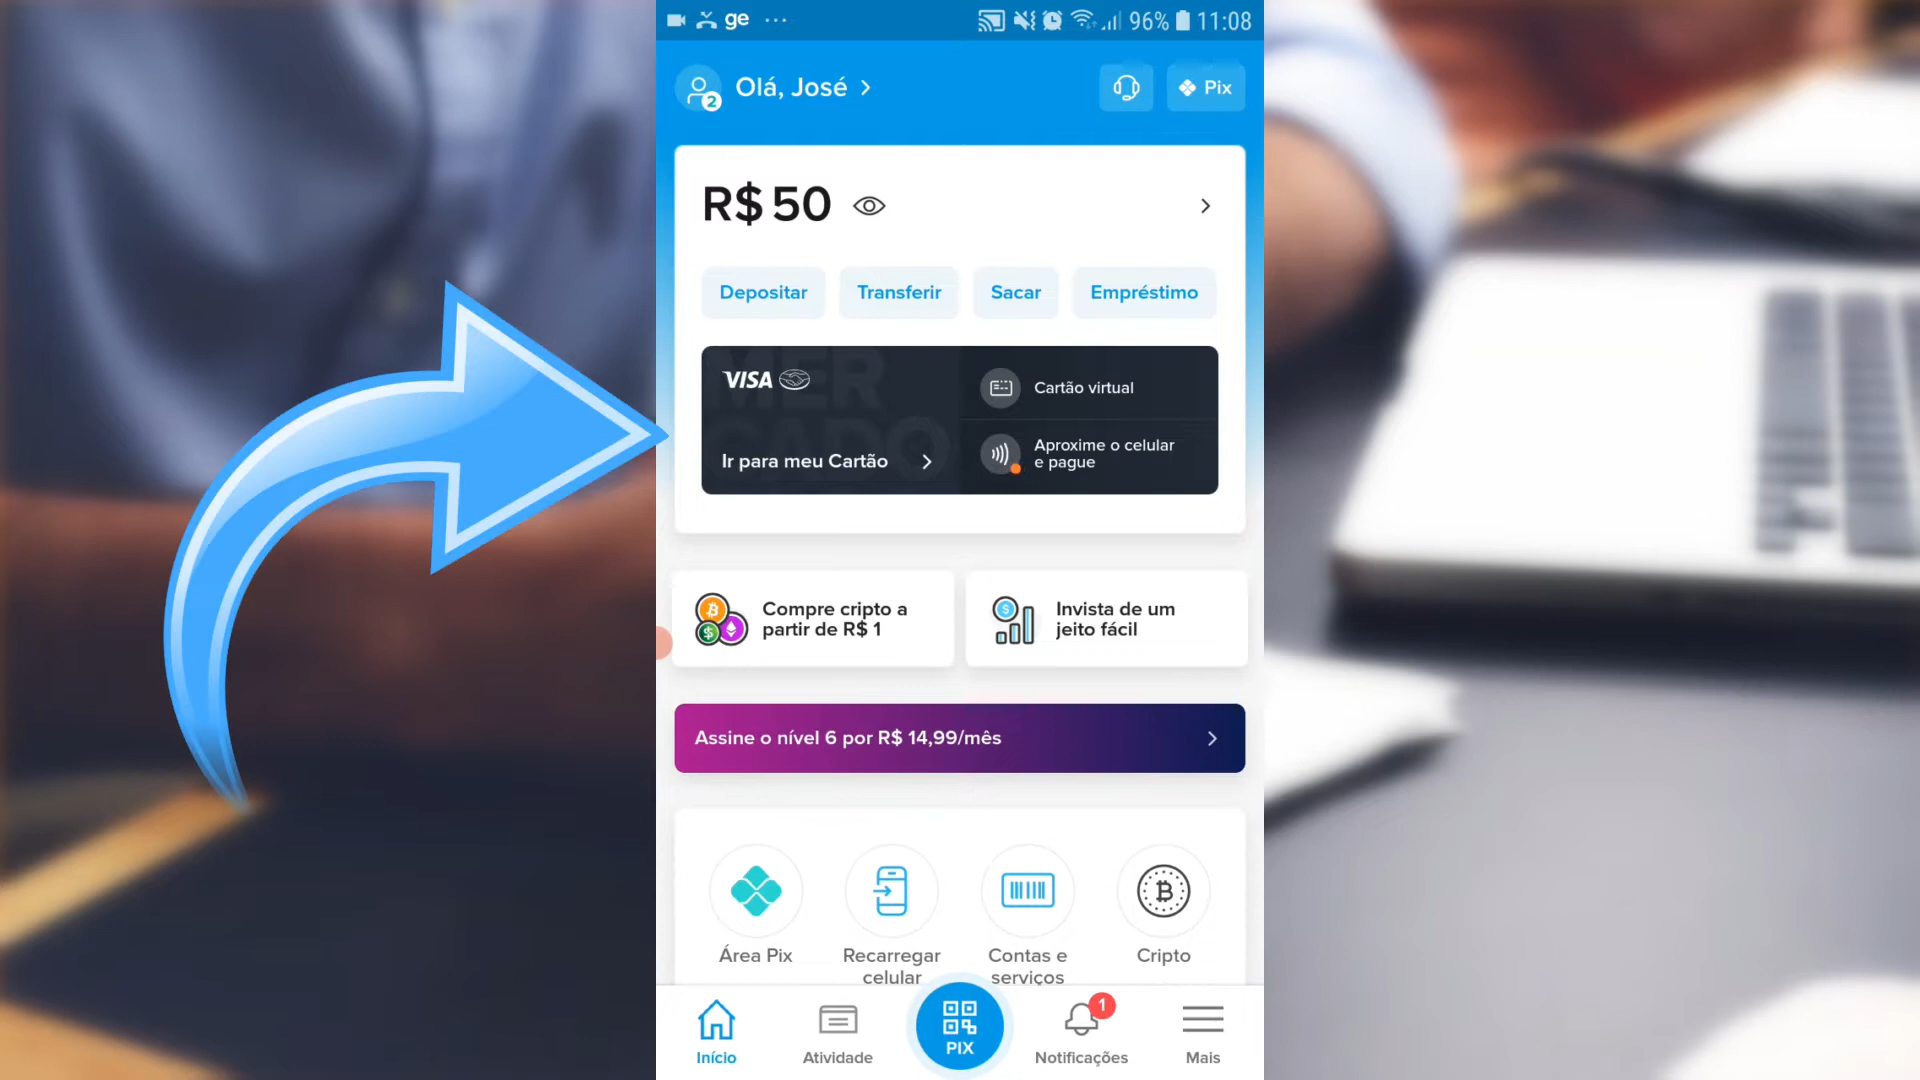 ge ... 96% 11:08
2 Olá, José Pix
R$ 50
Depositar Transferir Sacar Empréstimo
MERCADO
VISA
Cartão virtual
Ir para meu Cartão
Aproxime o celular
e pague
Compre cripto a
partir de R$ 1
Invista de um
jeito fácil
Assine o nível 6 por R$ 14,99/mês
Área Pix
Recarregar
celular
Contas e
serviços
Cripto
Início
Atividade
PIX
1
Notificações
Mais